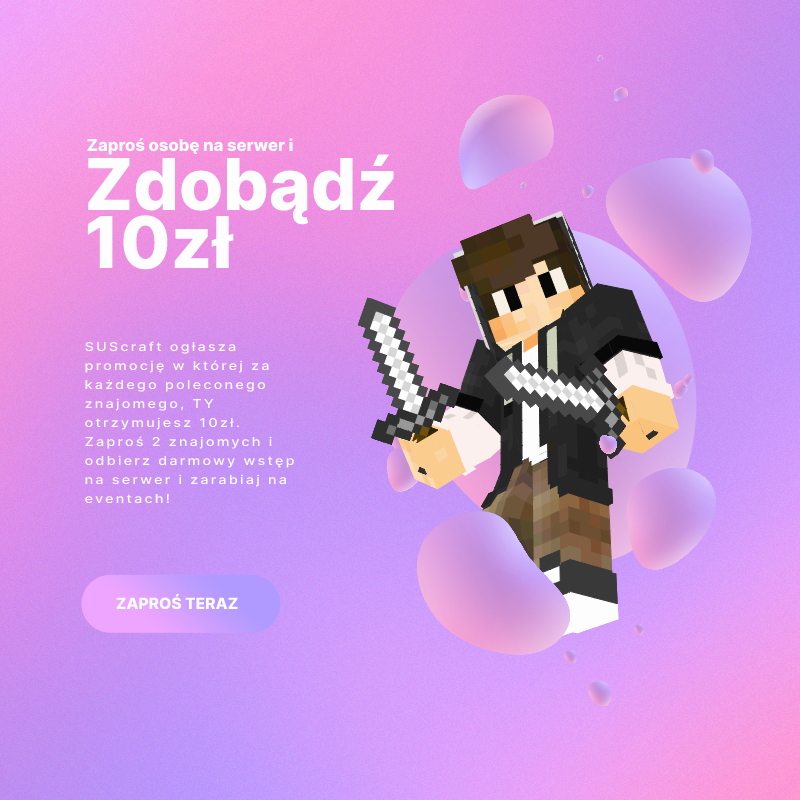 Zaproś osobę na serwer i
Zdobądź
10zł
SUScraft ogłasza
promocję w której za
każdego poleconego
znajomego, TY
otrzymujesz 10zł.
Zaproś 2 znajomych i
odbierz darmowy wstęp
na serwer i zarabiaj na
eventach!
ZAPROŚ TERAZ